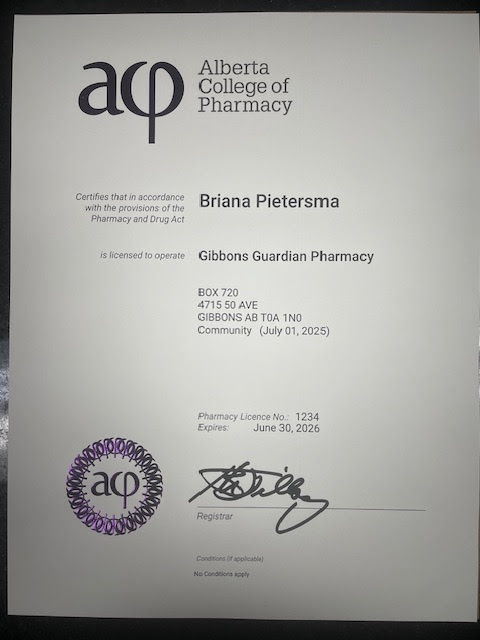 acp
Alberta
College of
Pharmacy
Certifies that in accordance
with the provisions of the
Pharmacy and Drug Act
Briana Pietersma
is licensed to operate
Gibbons Guardian Pharmacy
BOX 720
4715 50 AVE
GIBBONS AB T0A 1N0
Community (July 01, 2025)
Pharmacy Licence No.: 1234
Expires: June 30, 2026
acp
Registrar
Conditions (if applicable)
No Conditions apply